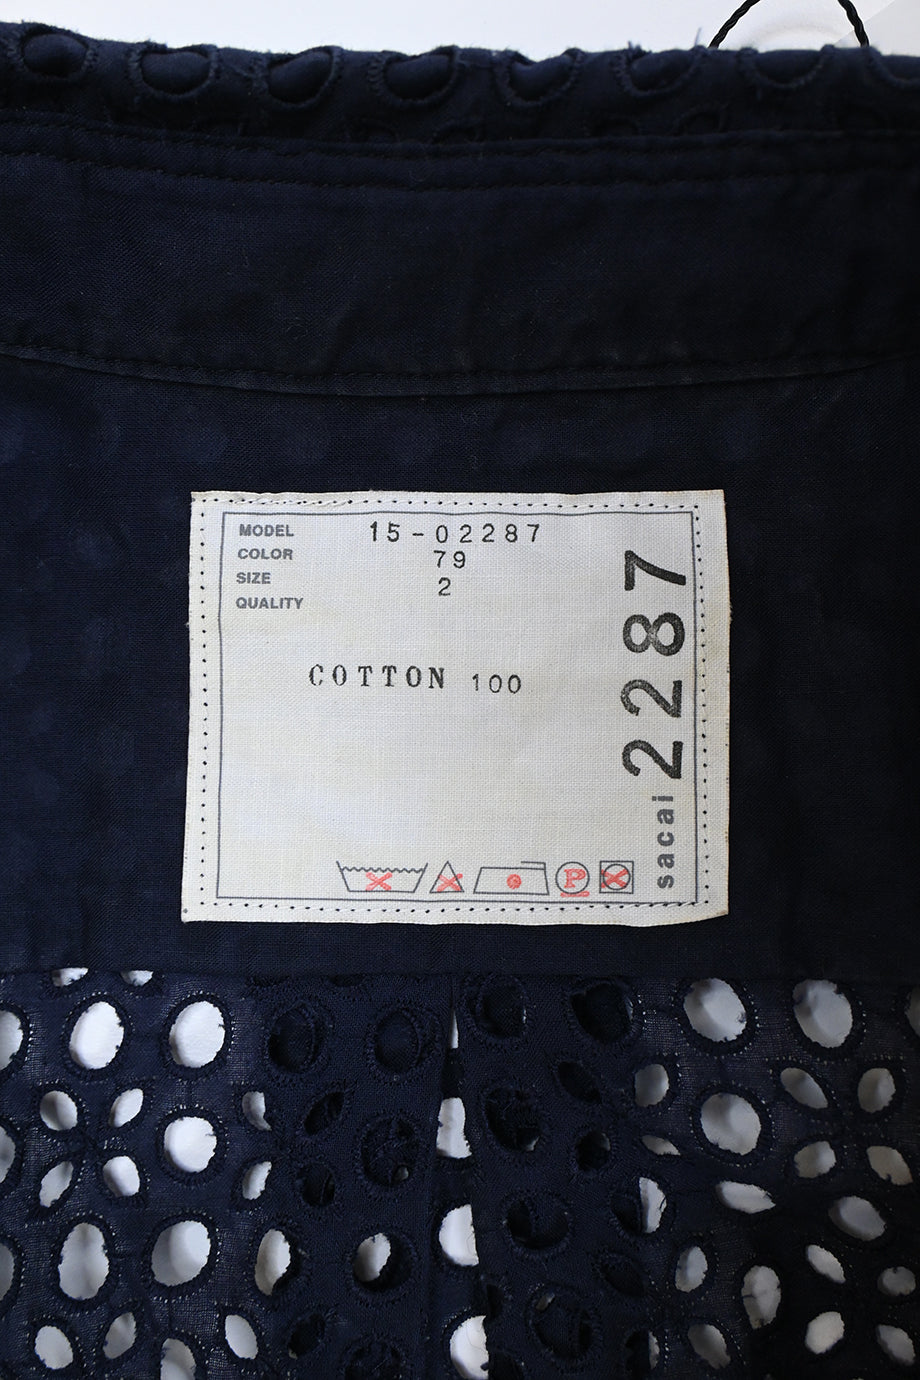 MODEL 15-02287
COLOR 79
SIZE 2
QUALITY
COTTON 100
sacai 2287
P